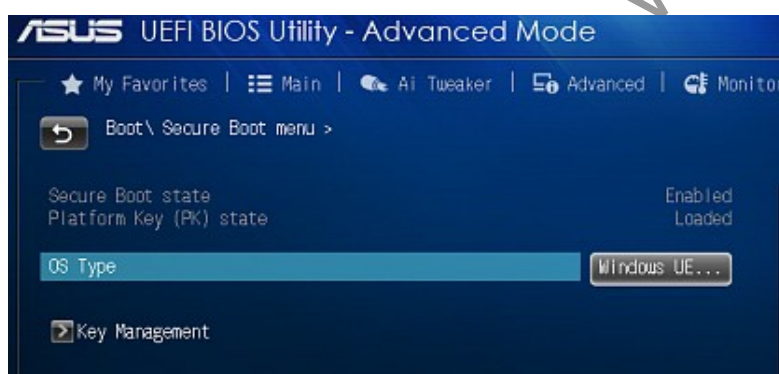 ASUS UEFI BIOS Utility - Advanced Mode
My Favorites | Main | Ai Tweaker | Advanced | Monitor
Boot\ Secure Boot menu >
Secure Boot state Enabled
Platform Key (PK) state Loaded
OS Type Windows UE...
Key Management